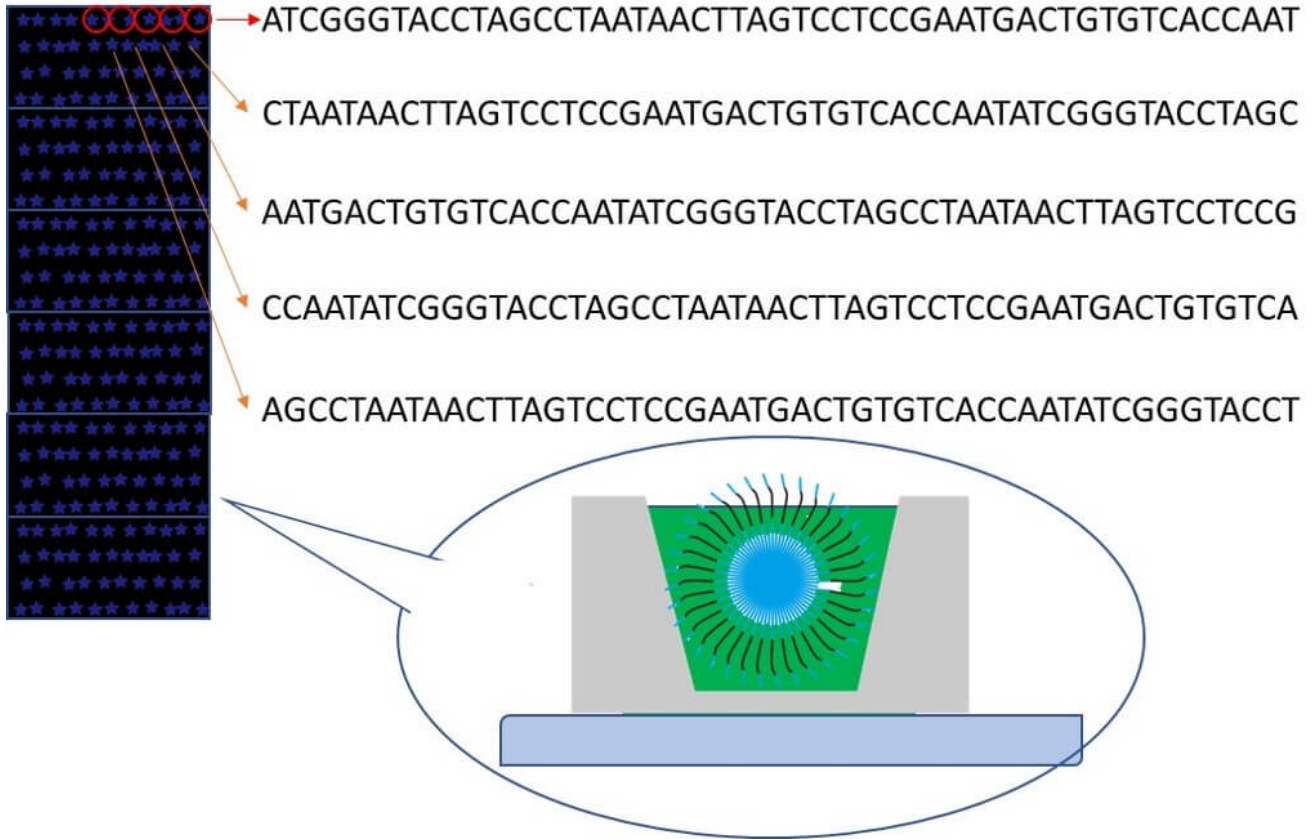 ATCGGGTACCTAGCCTAATAACTTAGTCCTCCGAATGACTGTGTCACCAAT
CTAATAACTTAGTCCTCCGAATGACTGTGTCACCAATATCGGGTACCTAGC
AATGACTGTGTCACCAATATCGGGTACCTAGCCTAATAACTTAGTCCTCCG
CCAATATCGGGTACCTAGCCTAATAACTTAGTCCTCCGAATGACTGTGTCA
AGCCTAATAACTTAGTCCTCCGAATGACTGTGTCACCAATATCGGGTACCT